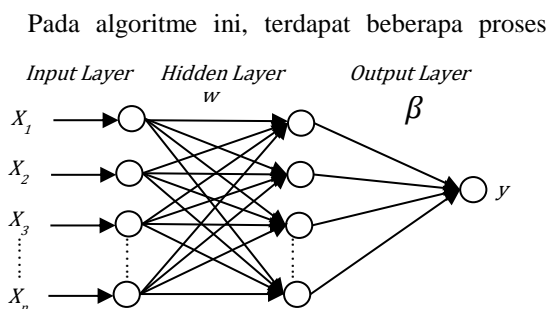 Pada algoritme ini, terdapat beberapa proses
Input Layer Hidden Layer Output Layer
w β
X₁
X₂
X₃ y
Xₙ